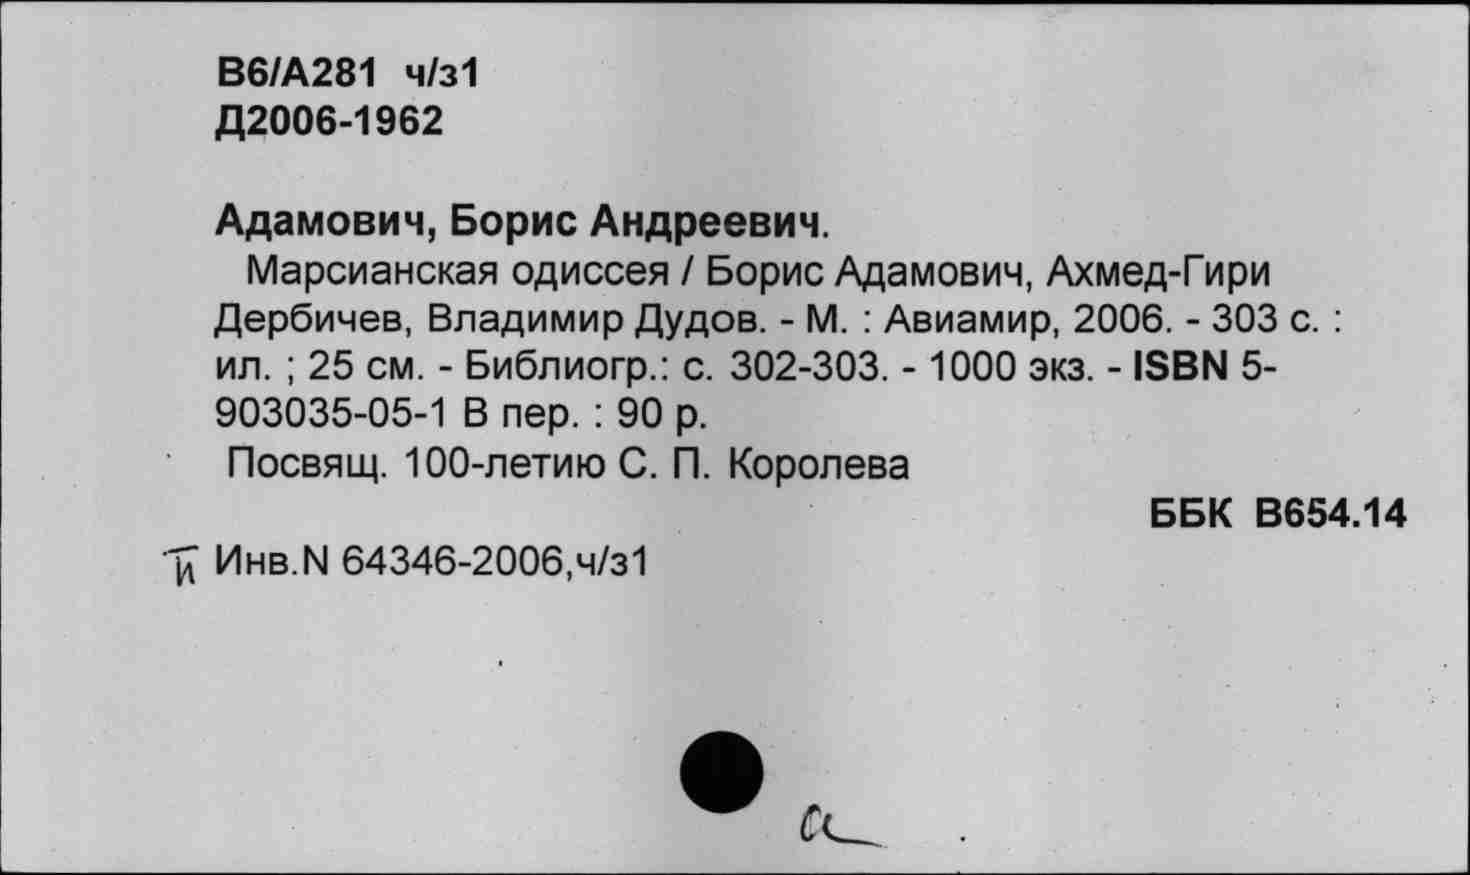 В6/А281 ч/з1
Д2006-1962
Адамович, Борис Андреевич.
Марсианская одиссея / Борис Адамович, Ахмед-Гири
Дербичев, Владимир Дудов. - М. : Авиамир, 2006. - 303 с. :
ил. ; 25 см. - Библиогр.: с. 302-303. - 1000 экз. - ISBN 5-
903035-05-1 В пер. : 90 р.
Посвящ. 100-летию С. П. Королева
ББК В654.14
Инв.N 64346-2006,ч/з1